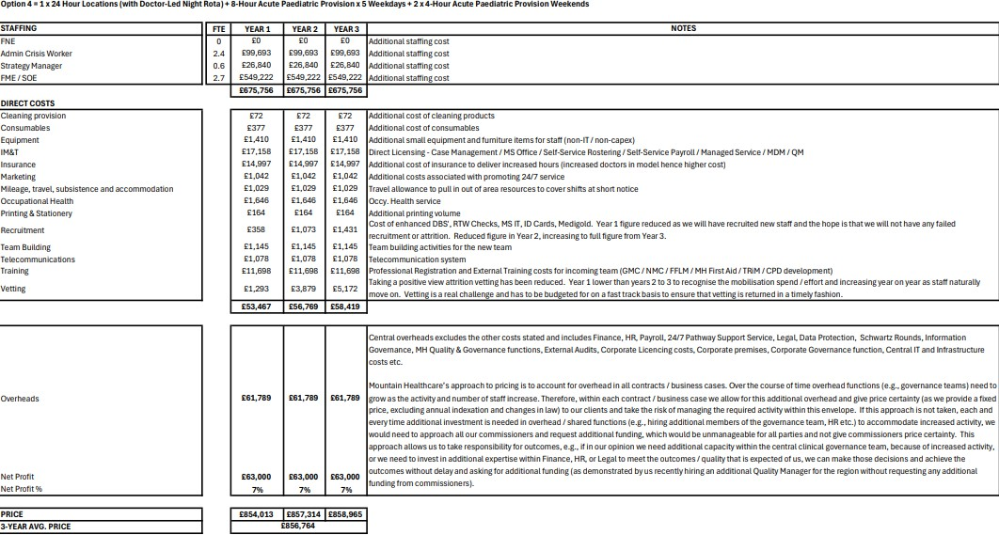 Option 4 = 1 x 24 Hour Locations (with Doctor-Led Night Rota) + 8-Hour Acute Paediatric Provision x 5 Weekdays + 2 x 4-Hour Acute Paediatric Provision Weekends
STAFFING FTE YEAR 1 YEAR 2 YEAR 3 NOTES
FNE 0 £0 £0 £0 Additional staffing cost
Admin Crisis Worker 2.4 £99,693 £99,693 £99,693 Additional staffing cost
Strategy Manager 0.6 £26,840 £26,840 £26,840 Additional staffing cost
FME / SOE 2.7 £549,222 £549,222 £549,222 Additional staffing cost
£675,756 £675,756 £675,756
DIRECT COSTS
Cleaning provision £72 £72 £72 Additional cost of cleaning products
Consumables £377 £377 £377 Additional cost of consumables
Equipment £1,410 £1,410 £1,410 Additional small equipment and furniture items for staff (non-IT / non-capex)
IM&T £17,158 £17,158 £17,158 Direct Licensing - Case Management / MS Office / Self-Service Rostering / Self-Service Payroll / Managed Service / MDM / QM
Insurance £14,997 £14,997 £14,997 Additional cost of insurance to deliver increased hours (increased doctors in model hence higher cost)
Marketing £1,042 £1,042 £1,042 Additional costs associated with promoting 24/7 service
Mileage, travel, subsistence and accommodation £1,029 £1,029 £1,029 Travel allowance to pull in out of area resources to cover shifts at short notice
Occupational Health £1,646 £1,646 £1,646 Occy. Health service
Printing & Stationery £164 £164 £164 Additional printing volume
Recruitment £358 £1,073 £1,431 Cost of enhanced DBS', RTW Checks, MS IT, ID Cards, Medigold. Year 1 figure reduced as we will have recruited new staff and the hope is that we will not have any failed
recruitment or attrition. Reduced figure in Year 2, increasing to full figure from Year 3.
Team Building £1,145 £1,145 £1,145 Team building activities for the new team
Telecommunications £1,078 £1,078 £1,078 Telecommunication system
Training £11,698 £11,698 £11,698 Professional Registration and External Training costs for incoming team (GMC / NMC / FFLM / MH First Aid / TRiM / CPD development)
Vetting £1,293 £3,879 £5,172 Taking a positive view attrition vetting has been reduced. Year 1 lower than years 2 to 3 to recognise the mobilisation spend / effort and increasing year on year as staff naturally
move on. Vetting is a real challenge and has to be budgeted for on a fast track basis to ensure that vetting is returned in a timely fashion.
£53,467 £56,769 £58,419
Central overheads excludes the other costs stated and includes Finance, HR, Payroll, 24/7 Pathway Support Service, Legal, Data Protection, Schwartz Rounds, Information
Governance, MH Quality & Governance functions, External Audits, Corporate Licencing costs, Corporate premises, Corporate Governance function, Central IT and Infrastructure
costs etc.
Mountain Healthcare's approach to pricing is to account for overhead in all contracts / business cases. Over the course of time overhead functions (e.g., governance teams) need to
Overheads £61,789 £61,789 £61,789 grow as the activity and number of staff increase. Therefore, within each contract / business case we allow for this additional overhead and give price certainty (as we provide a fixed
price, excluding annual indexation and changes in law) to our clients and take the risk of managing the required activity within this envelope. If this approach is not taken, each and
every time additional investment is needed in overhead / shared functions (e.g., hiring additional members of the governance team, HR etc.) to accommodate increased activity, we
would need to approach all our commissioners and request additional funding, which would be unmanageable for all parties and not give commissioners price certainty. This
approach allows us to take responsibility for outcomes, e.g., if in our opinion we need additional capacity within the central clinical governance team, because of increased activity,
or we need to invest in additional expertise within Finance, HR, or Legal to meet the outcomes / quality that is expected of us, we can make those decisions and achieve the
outcomes without delay and asking for additional funding (as demonstrated by us recently hiring an additional Quality Manager for the region without requesting any additional
funding from commissioners).
Net Profit £63,000 £63,000 £63,000
Net Profit % 7% 7% 7%
PRICE £854,013 £857,314 £858,965
3-YEAR AVG. PRICE £856,764